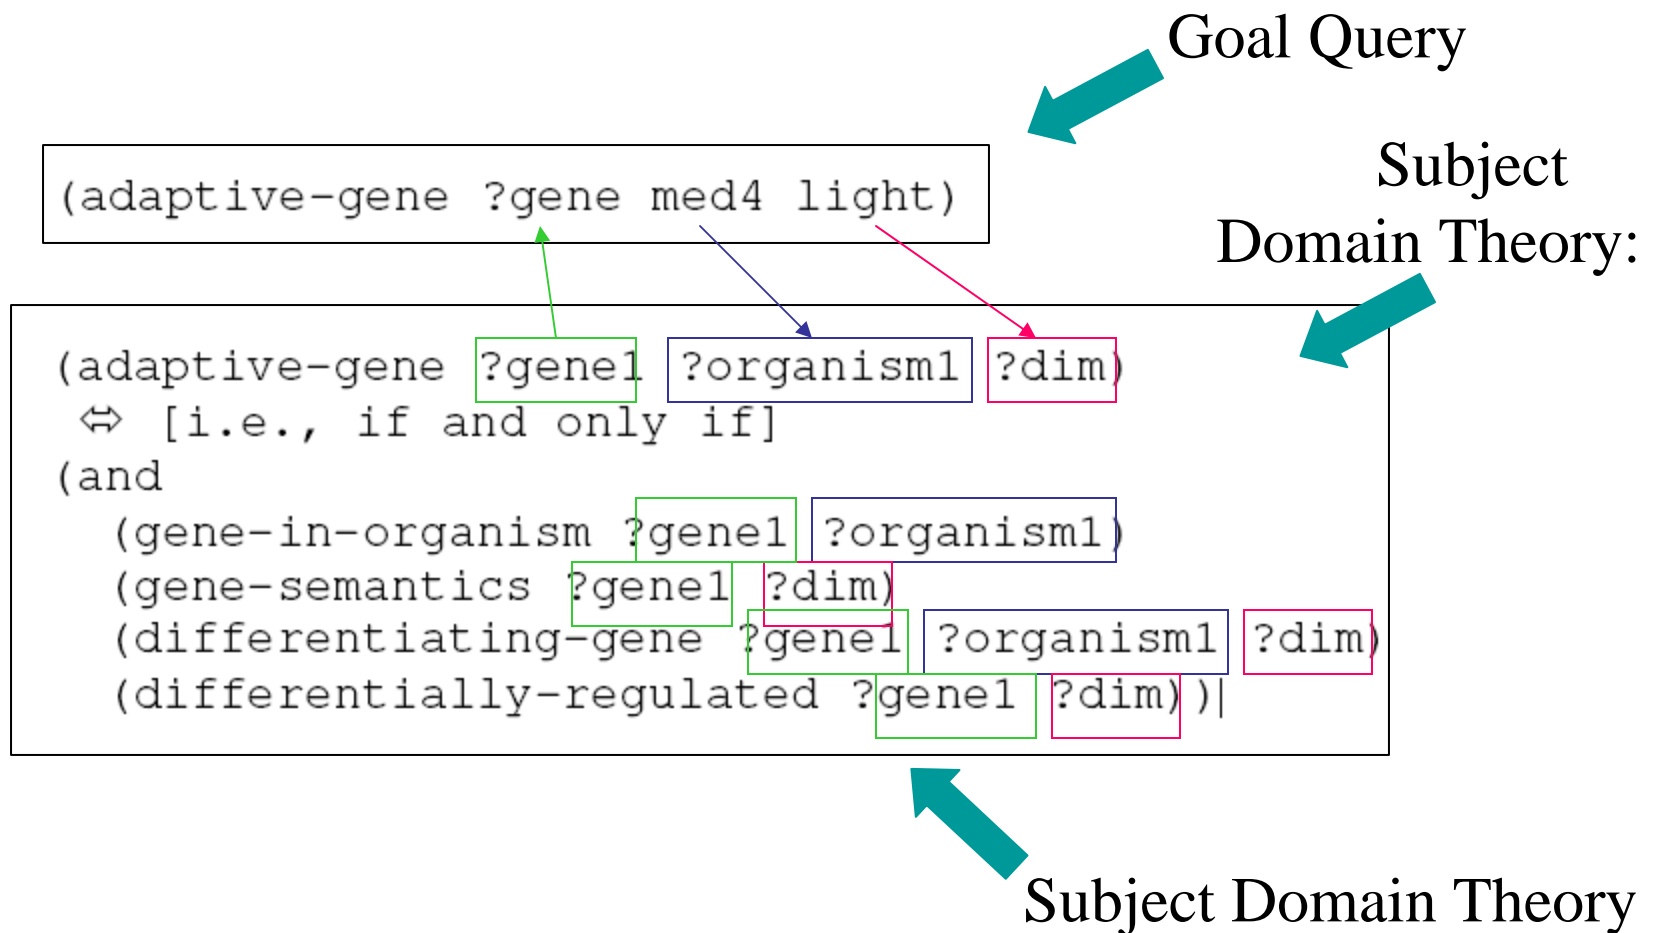 Goal Query
(adaptive-gene ?gene med4 light)
Subject
Domain Theory:
(adaptive-gene ?gene1 ?organism1 ?dim)
⇔ [i.e., if and only if]
(and
(gene-in-organism ?gene1 ?organism1)
(gene-semantics ?gene1 ?dim)
(differentiating-gene ?gene1 ?organism1 ?dim)
(differentially-regulated ?gene1 ?dim))|
Subject Domain Theory